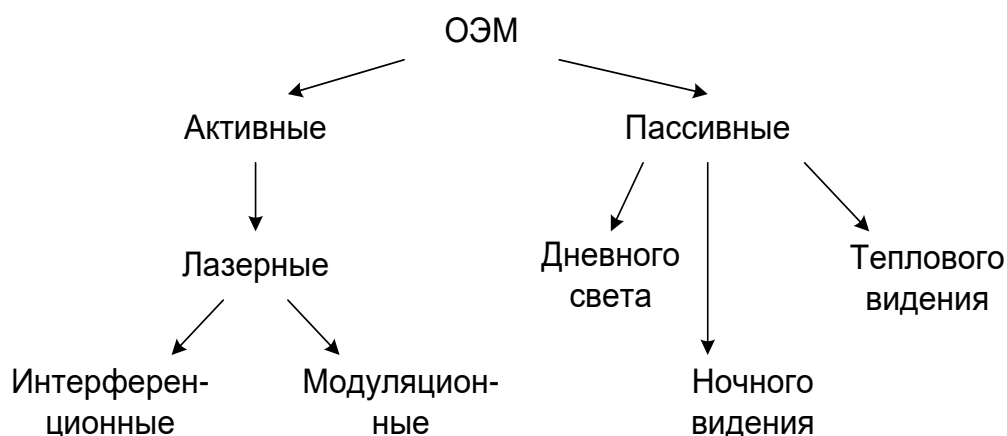 ОЭМ
Активные
Пассивные
Лазерные
Дневного
света
Теплового
видения
Интерферен-
ционные
Модуляцион-
ные
Ночного
видения